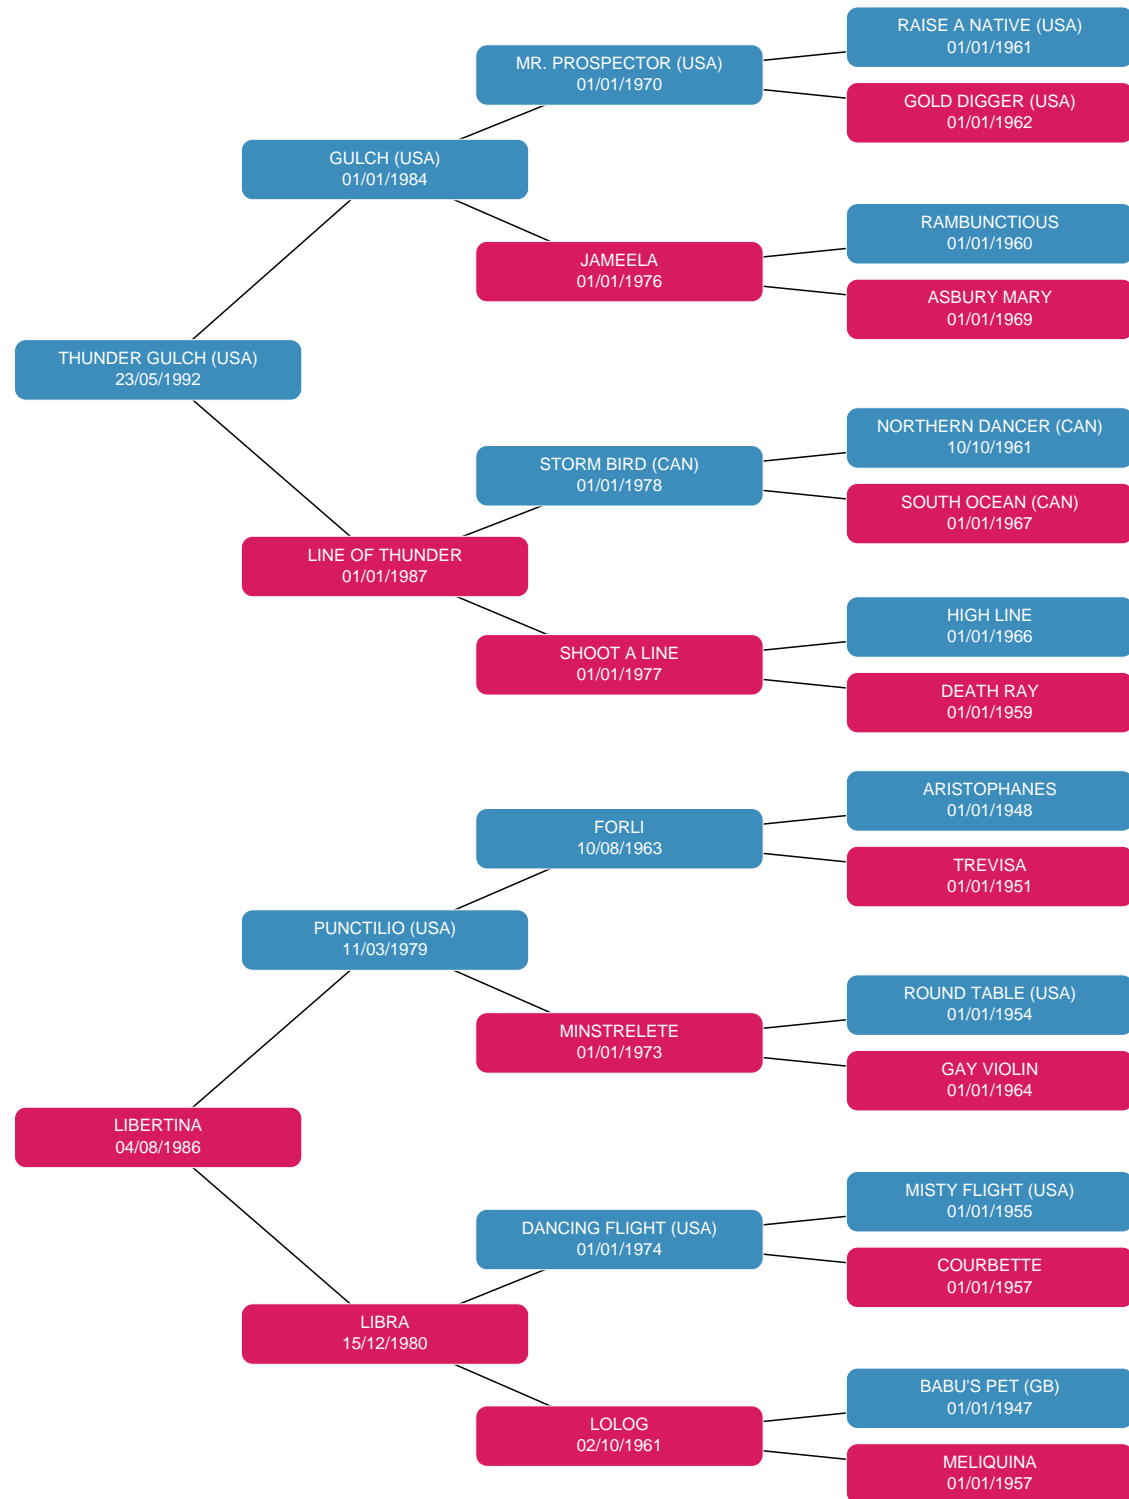 RAISE A NATIVE (USA)
01/01/1961
MR. PROSPECTOR (USA)
01/01/1970
GOLD DIGGER (USA)
01/01/1962
GULCH (USA)
01/01/1984
RAMBUNCTIOUS
01/01/1960
JAMEELA
01/01/1976
ASBURY MARY
01/01/1969
THUNDER GULCH (USA)
23/05/1992
NORTHERN DANCER (CAN)
10/10/1961
STORM BIRD (CAN)
01/01/1978
SOUTH OCEAN (CAN)
01/01/1967
LINE OF THUNDER
01/01/1987
HIGH LINE
01/01/1966
SHOOT A LINE
01/01/1977
DEATH RAY
01/01/1959
ARISTOPHANES
01/01/1948
FORLI
10/08/1963
TREVISA
01/01/1951
PUNCTILIO (USA)
11/03/1979
ROUND TABLE (USA)
01/01/1954
MINSTRELETE
01/01/1973
GAY VIOLIN
01/01/1964
LIBERTINA
04/08/1986
MISTY FLIGHT (USA)
01/01/1955
DANCING FLIGHT (USA)
01/01/1974
COURBETTE
01/01/1957
LIBRA
15/12/1980
BABU'S PET (GB)
01/01/1947
LOLOG
02/10/1961
MELIQUINA
01/01/1957